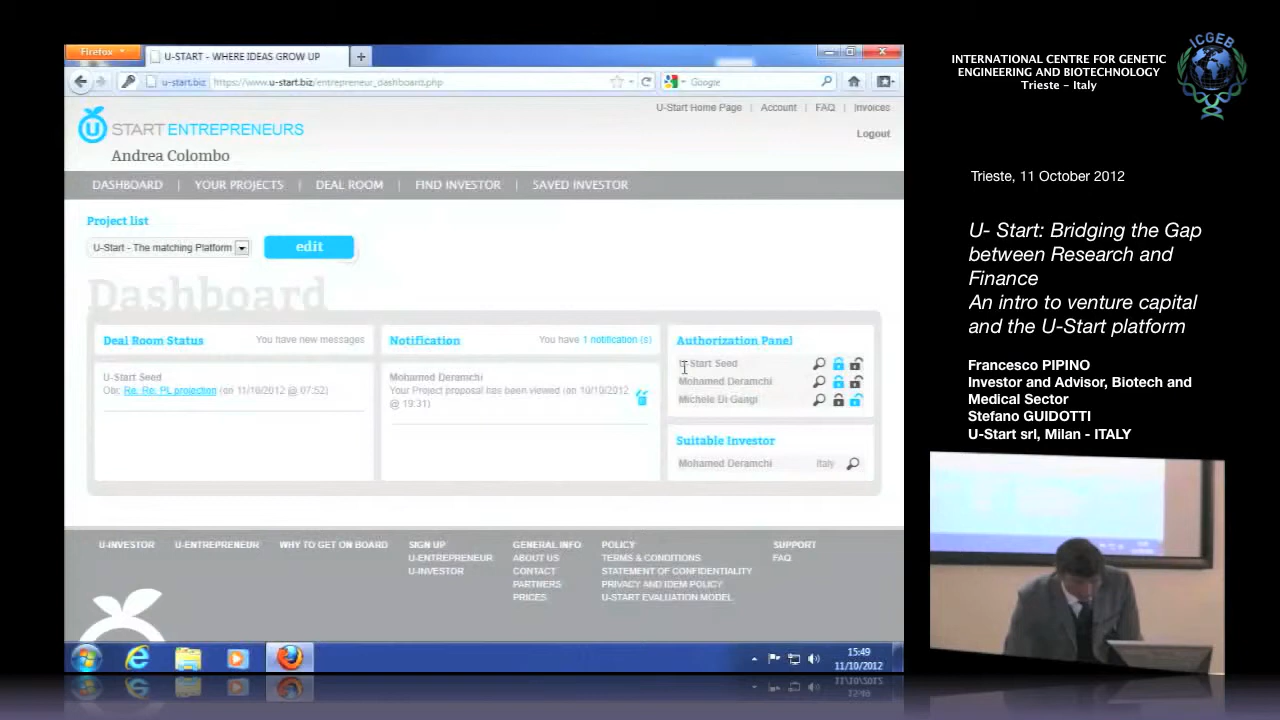 Firefox
U-START - WHERE IDEAS GROW UP
u-start.biz https://www.u-start.biz/entrepreneur_dashboard.php
Google
U-Start Home Page | Account | FAQ | Invoices
Logout
U START ENTREPRENEURS
Andrea Colombo
DASHBOARD | YOUR PROJECTS | DEAL ROOM | FIND INVESTOR | SAVED INVESTOR
Project list
U-Start - The matching Platform
edit
Dashboard
Deal Room Status You have new messages
U-Start Seed
Obr: Re: Re: PL projection (on 11/10/2012 @ 07:52)
Notification You have 1 notification (s)
Mohamed Deramchi
Your Project proposal has been viewed (on 10/10/2012
@ 19:31)
Authorization Panel
U-Start Seed
Mohamed Deramchi
Michele Di Gangi
Suitable Investor
Mohamed Deramchi Italy
U-INVESTOR
U-ENTREPRENEUR
WHY TO GET ON BOARD
SIGN UP
U-ENTREPRENEUR
U-INVESTOR
GENERAL INFO
ABOUT US
CONTACT
PARTNERS
PRICES
POLICY
TERMS & CONDITIONS
STATEMENT OF CONFIDENTIALITY
PRIVACY AND IDEM POLICY
U-START EVALUATION MODEL
SUPPORT
FAQ
15:49
11/10/2012
INTERNATIONAL CENTRE FOR GENETIC
ENGINEERING AND BIOTECHNOLOGY
Trieste - Italy
ICGEB
Trieste, 11 October 2012
U- Start: Bridging the Gap
between Research and
Finance
An intro to venture capital
and the U-Start platform
Francesco PIPINO
Investor and Advisor, Biotech and
Medical Sector
Stefano GUIDOTTI
U-Start srl, Milan - ITALY